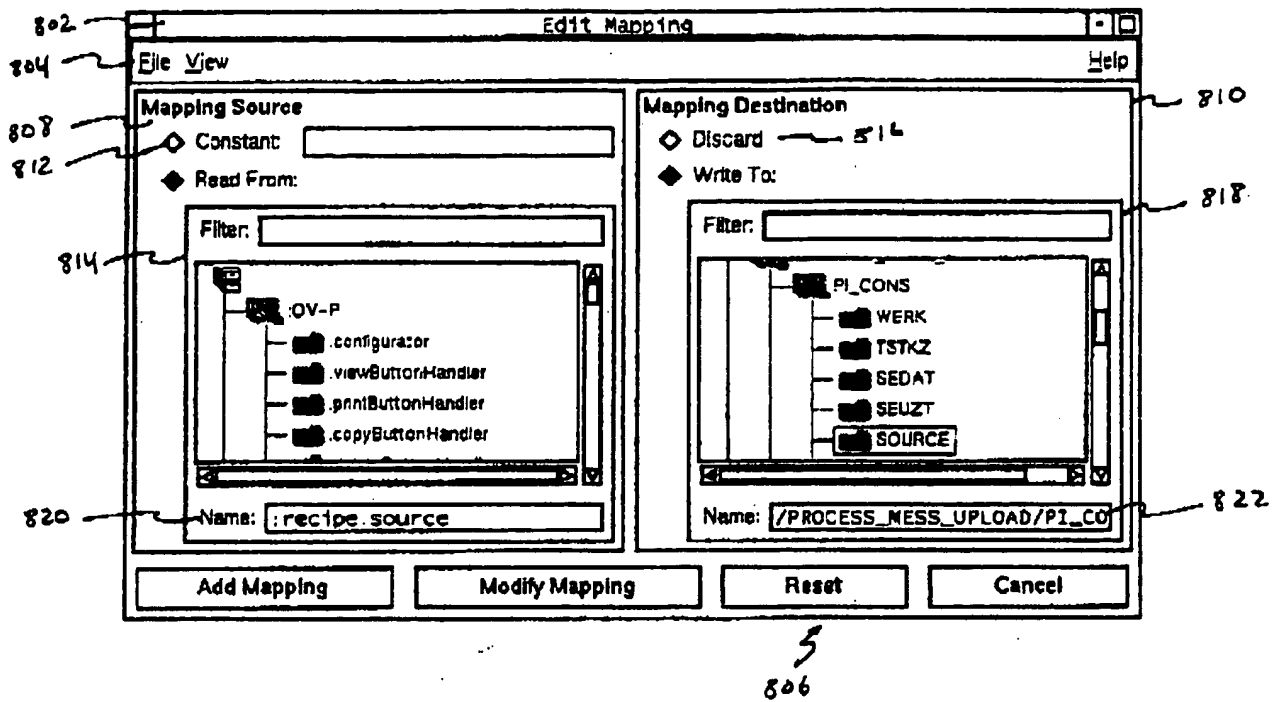 802 Edit Mapping
804 File View Help
808 Mapping Source Mapping Destination 810
812 Constant: Discard 816
Read From: Write To:
818
Filter: Filter:
814
:OV-P PI_CONS
.configurator WERK
.viewButtonHandler TSTKZ
.printButtonHandler SEDAT
.copyButtonHandler SEUZT
SOURCE
820 Name: :recipe.source Name: /PROCESS_MESS_UPLOAD/PI_CO 822
Add Mapping Modify Mapping Reset Cancel
806